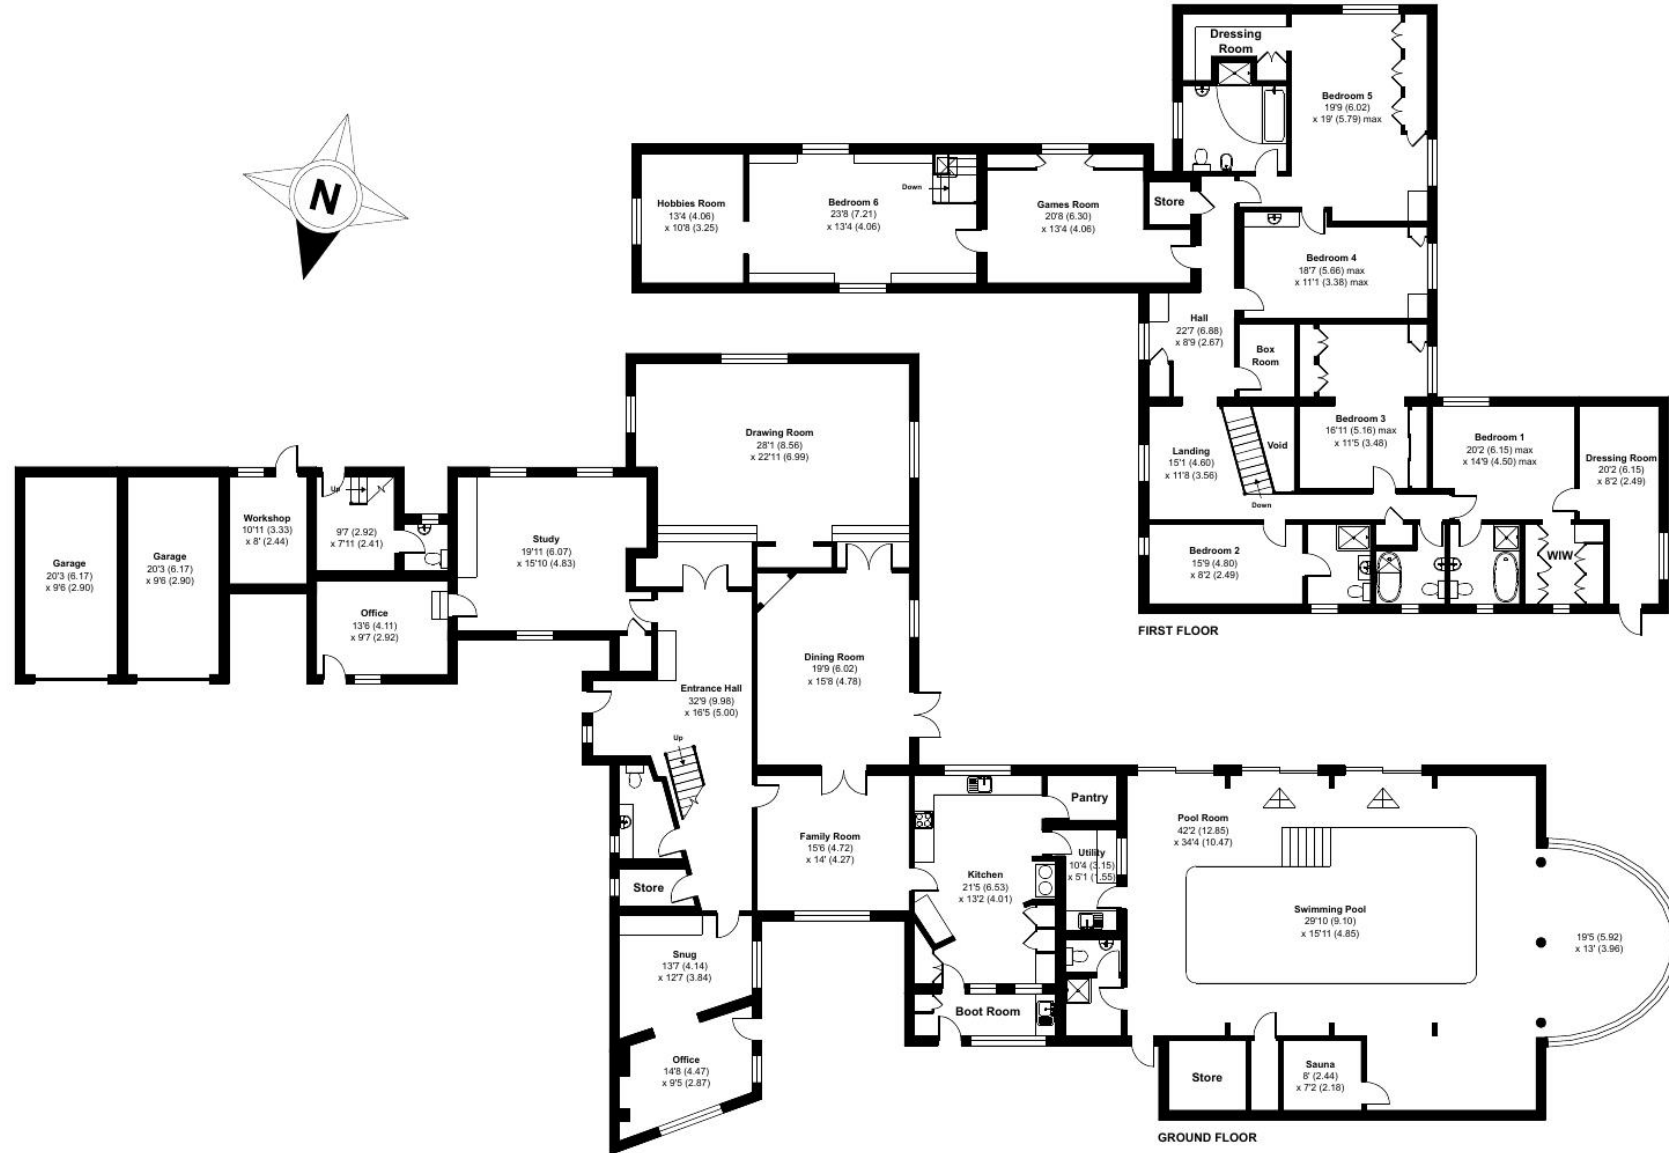 N
Dressing
Room
Bedroom 5
19'9 (6.02)
x 19' (5.79) max
Hobbies Room
13'4 (4.06)
x 10'8 (3.25)
Bedroom 6
23'8 (7.21)
x 13'4 (4.06)
Down
Games Room
20'8 (6.30)
x 13'4 (4.06)
Store
Bedroom 4
18'7 (5.66) max
x 11'1 (3.38) max
Hall
22'7 (6.88)
x 8'9 (2.67)
Box
Room
Bedroom 3
16'11 (5.16) max
x 11'5 (3.48)
Landing
15'1 (4.60)
x 11'8 (3.56)
Void
Down
Bedroom 1
20'2 (6.15) max
x 14'9 (4.50) max
Dressing Room
20'2 (6.15)
x 8'2 (2.49)
Bedroom 2
15'9 (4.80)
x 8'2 (2.49)
WIW
FIRST FLOOR
Drawing Room
28'1 (8.56)
x 22'11 (6.99)
Garage
20'3 (6.17)
x 9'6 (2.90)
Garage
20'3 (6.17)
x 9'6 (2.90)
Workshop
10'11 (3.33)
x 8' (2.44)
Up
9'7 (2.92)
x 7'11 (2.41)
Study
19'11 (6.07)
x 15'10 (4.83)
Office
13'6 (4.11)
x 9'7 (2.92)
Dining Room
19'9 (6.02)
x 15'8 (4.78)
Entrance Hall
32'9 (9.98)
x 16'5 (5.00)
Up
Family Room
15'6 (4.72)
x 14' (4.27)
Store
Kitchen
21'5 (6.53)
x 13'2 (4.01)
Pantry
Utility
10'4 (3.15)
x 5'1 (1.55)
Pool Room
42'2 (12.85)
x 34'4 (10.47)
Swimming Pool
29'10 (9.10)
x 15'11 (4.85)
19'5 (5.92)
x 13' (3.96)
Snug
13'7 (4.14)
x 12'7 (3.84)
Boot Room
Office
14'8 (4.47)
x 9'5 (2.87)
Store
Sauna
8' (2.44)
x 7'2 (2.18)
GROUND FLOOR